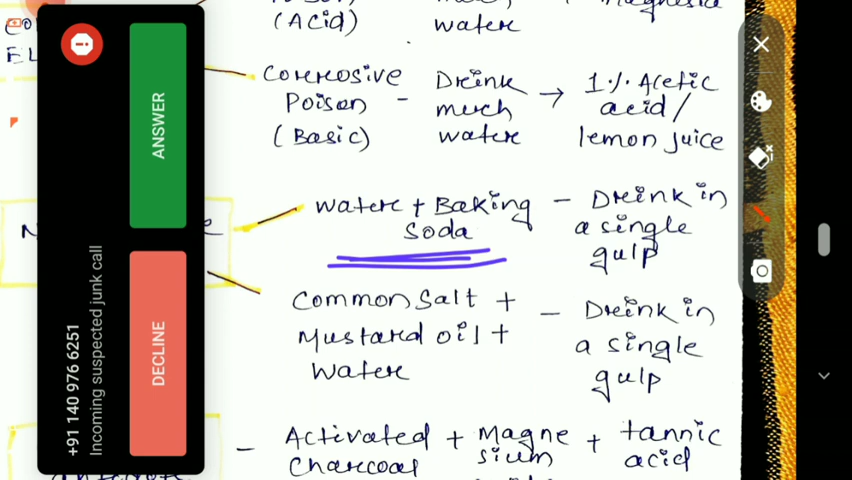 (Acid)
water
Corrosive
Poison
(Basic)
-
Drink
much
water
→
1% Acetic
acid/
lemon juice
water + Baking
Soda
- Drink in
a single
gulp
Common Salt +
Mustard oil +
water
- Drink in
a single
gulp
- Activated
charcoal
+ Magne
sium
+ tannic
acid
ANSWER
DECLINE
+91 140 976 6251
Incoming suspected junk call